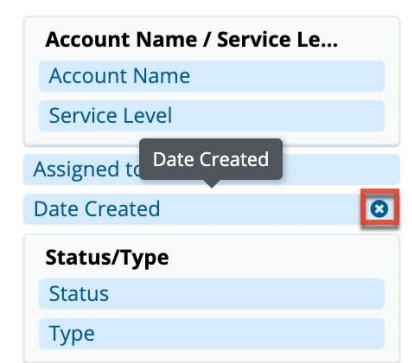 Account Name / Service Le...
Account Name
Service Level
Assigned to
Date Created
Date Created
Status/Type
Status
Type